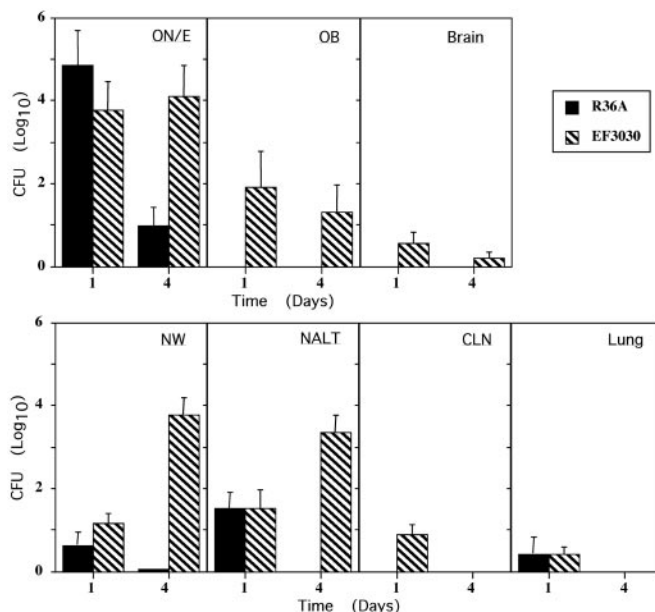 ON/E OB Brain
6
4
2
0
CFU (Log10)
1 4 1 4 1 4
Time (Days)
R36A
EF3030
NW NALT CLN Lung
6
4
2
0
CFU (Log10)
1 4 1 4 1 4 1 4
Time (Days)